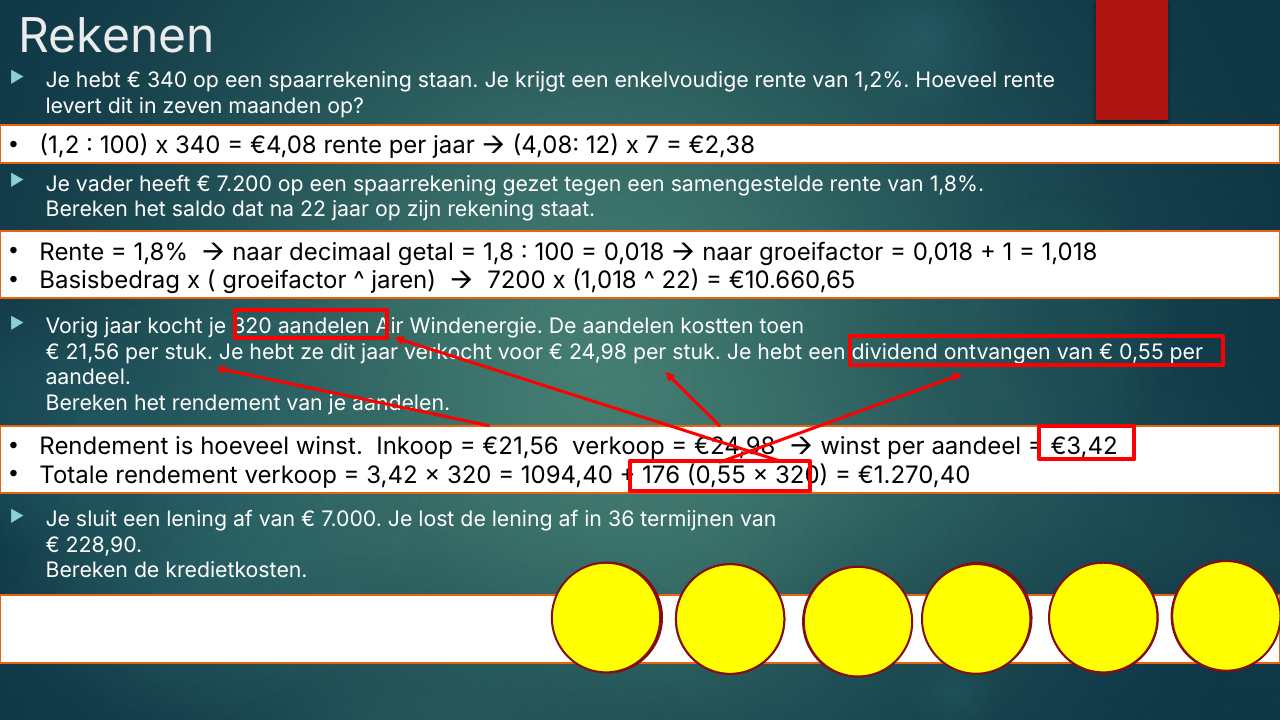 Rekenen
Je hebt € 340 op een spaarrekening staan. Je krijgt een enkelvoudige rente van 1,2%. Hoeveel rente
levert dit in zeven maanden op?
• (1,2 : 100) x 340 = €4,08 rente per jaar → (4,08: 12) x 7 = €2,38
Je vader heeft € 7.200 op een spaarrekening gezet tegen een samengestelde rente van 1,8%.
Bereken het saldo dat na 22 jaar op zijn rekening staat.
• Rente = 1,8% → naar decimaal getal = 1,8 : 100 = 0,018 → naar groeifactor = 0,018 + 1 = 1,018
• Basisbedrag x ( groeifactor ^ jaren) → 7200 x (1,018 ^ 22) = €10.660,65
Vorig jaar kocht je 320 aandelen Air Windenergie. De aandelen kostten toen
€ 21,56 per stuk. Je hebt ze dit jaar verkocht voor € 24,98 per stuk. Je hebt een dividend ontvangen van € 0,55 per
aandeel.
Bereken het rendement van je aandelen.
• Rendement is hoeveel winst. Inkoop = €21,56 verkoop = €24,98 → winst per aandeel = €3,42
• Totale rendement verkoop = 3,42 × 320 = 1094,40 + 176 (0,55 × 320) = €1.270,40
Je sluit een lening af van € 7.000. Je lost de lening af in 36 termijnen van
€ 228,90.
Bereken de kredietkosten.